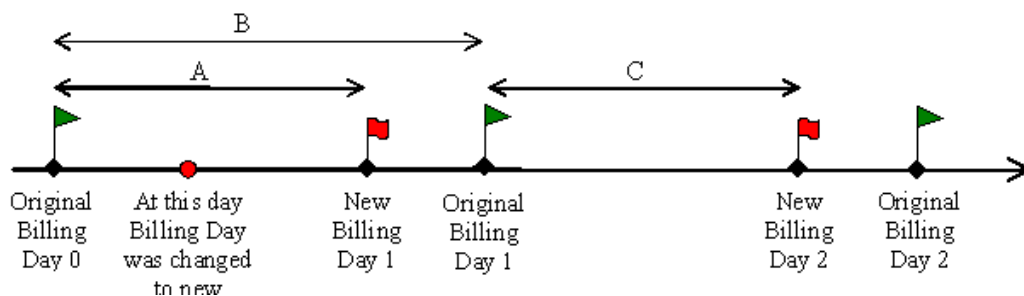 B
A
C
Original
Billing
Day 0
At this day
Billing Day
was changed
to new
New
Billing
Day 1
Original
Billing
Day 1
New
Billing
Day 2
Original
Billing
Day 2